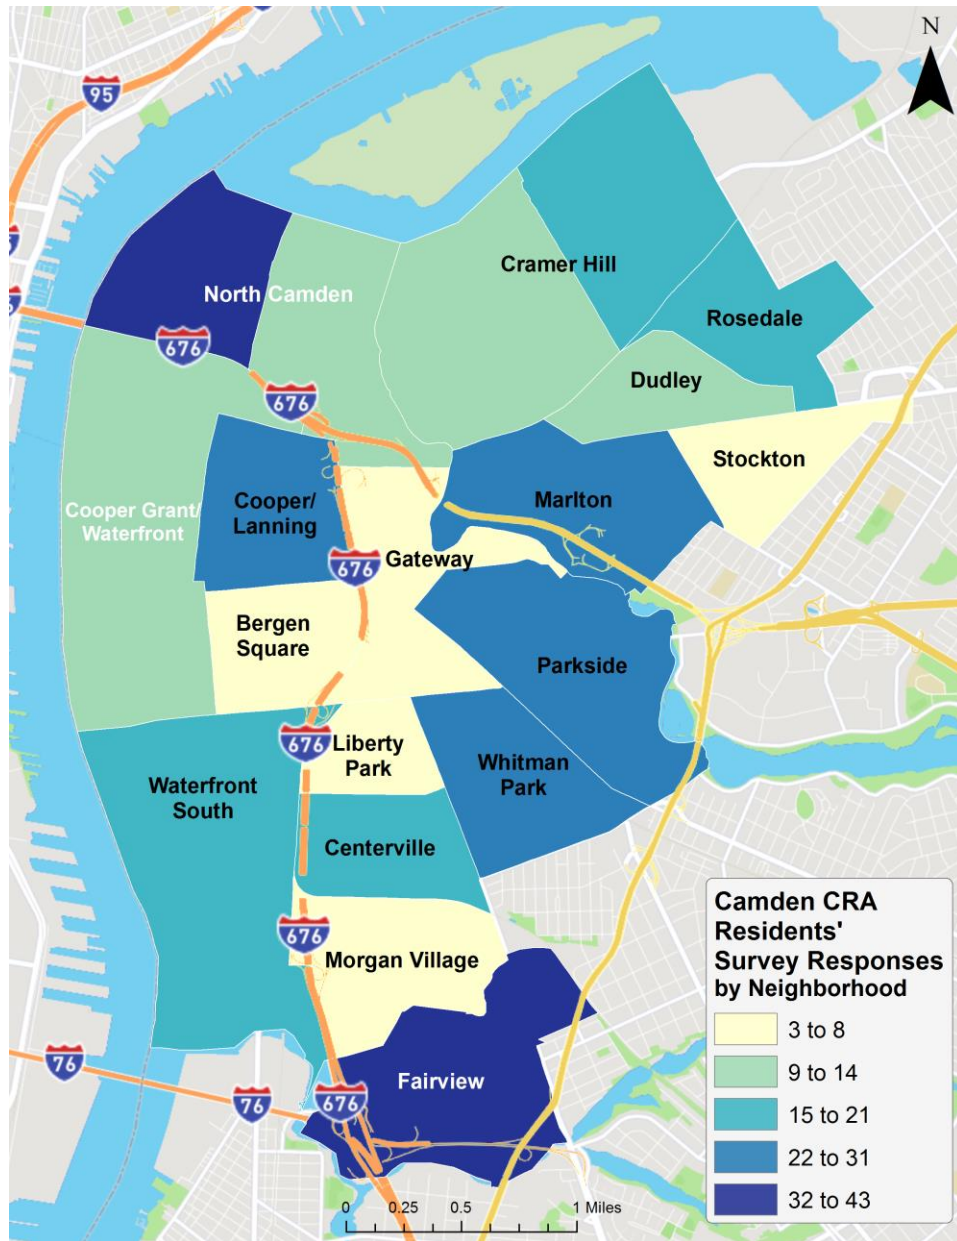 N
95
North Camden
Cramer Hill
Rosedale
676
676
Dudley
Stockton
Cooper Grant/
Waterfront
Cooper/
Lanning
Marlton
676
Gateway
Bergen
Square
Parkside
676
Liberty
Park
Waterfront
South
Whitman
Park
Centerville
676
Morgan Village
Fairview
76
76
676
Camden CRA
Residents'
Survey Responses
by Neighborhood
3 to 8
9 to 14
15 to 21
22 to 31
32 to 43
0 0.25 0.5 1 Miles